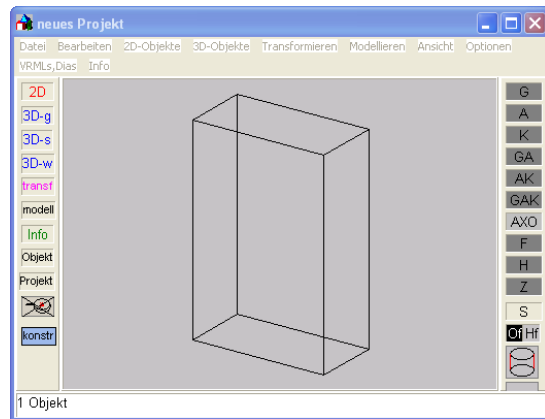 neues Projekt
Datei Bearbeiten 2D-Objekte 3D-Objekte Transformieren Modellieren Ansicht Optionen
VRMLs,Dias Info
2D
3D-g
3D-s
3D-w
transf
modell
Info
Objekt
Projekt
konstr
G
A
K
GA
AK
GAK
AXO
F
H
Z
S
Of Hf
1 Objekt